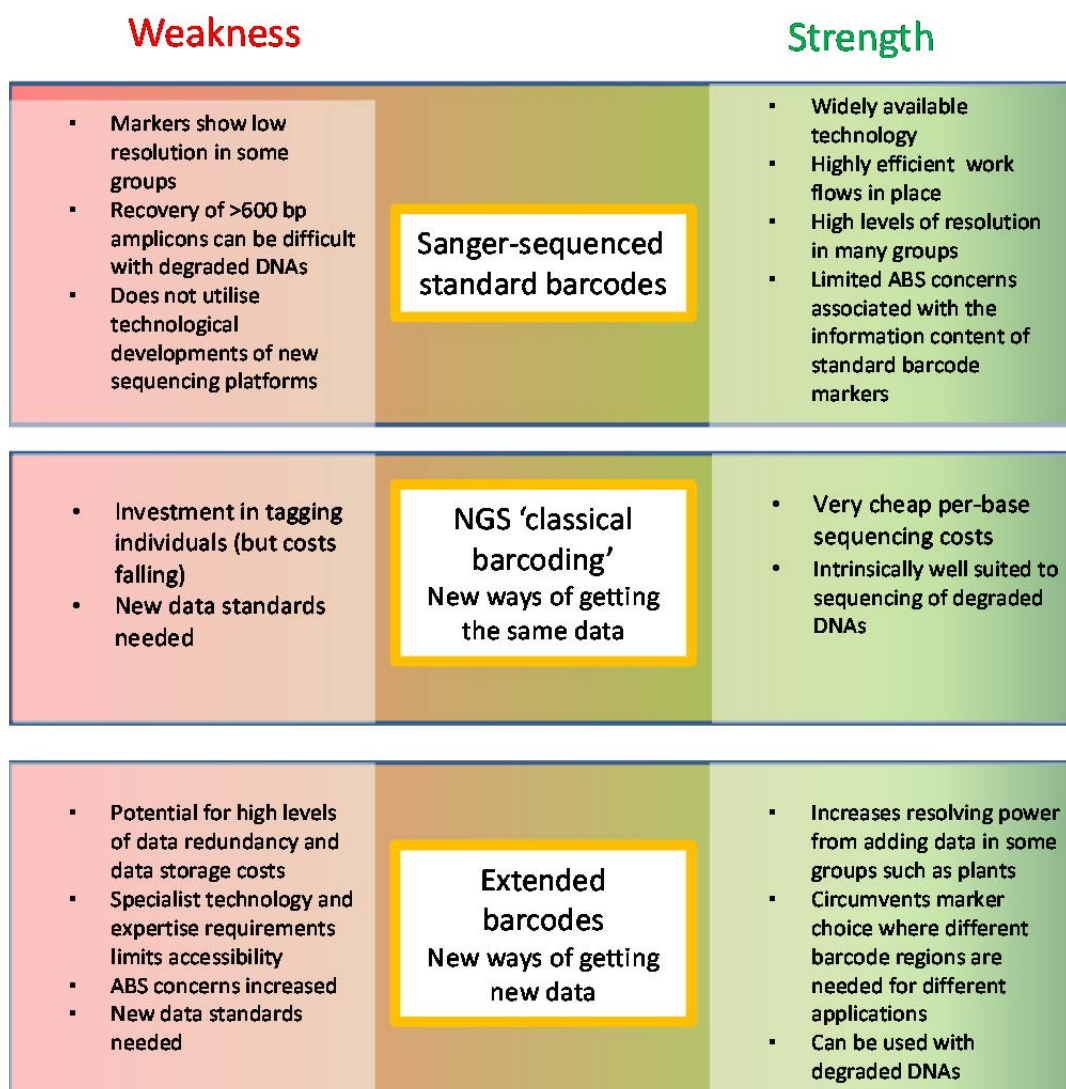 Weakness
Strength
▪ Markers show low
resolution in some
groups
▪ Recovery of >600 bp
amplicons can be difficult
with degraded DNAs
▪ Does not utilise
technological
developments of new
sequencing platforms
Sanger-sequenced
standard barcodes
▪ Widely available
technology
▪ Highly efficient work
flows in place
▪ High levels of resolution
in many groups
▪ Limited ABS concerns
associated with the
information content of
standard barcode
markers
• Investment in tagging
individuals (but costs
falling)
• New data standards
needed
NGS ‘classical
barcoding’
New ways of getting
the same data
• Very cheap per-base
sequencing costs
• Intrinsically well suited to
sequencing of degraded
DNAs
▪ Potential for high levels
of data redundancy and
data storage costs
▪ Specialist technology and
expertise requirements
limits accessibility
▪ ABS concerns increased
▪ New data standards
needed
Extended
barcodes
New ways of getting
new data
▪ Increases resolving power
from adding data in some
groups such as plants
▪ Circumvents marker
choice where different
barcode regions are
needed for different
applications
▪ Can be used with
degraded DNAs